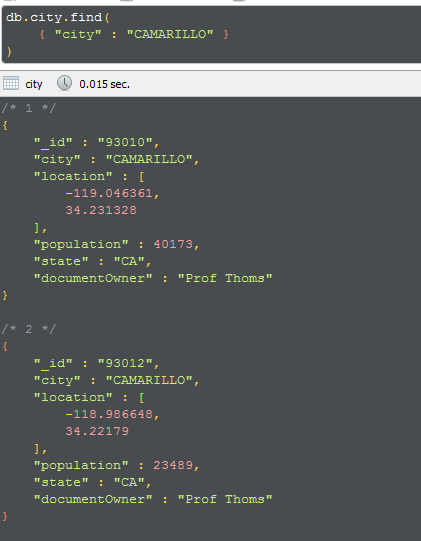 db.city.find(
    { "city" : "CAMARILLO" }
)
city 0.015 sec.
/* 1 */
{
    "_id" : "93010",
    "city" : "CAMARILLO",
    "location" : [
        -119.046361,
        34.231328
    ],
    "population" : 40173,
    "state" : "CA",
    "documentOwner" : "Prof Thoms"
}
/* 2 */
{
    "_id" : "93012",
    "city" : "CAMARILLO",
    "location" : [
        -118.986648,
        34.22179
    ],
    "population" : 23489,
    "state" : "CA",
    "documentOwner" : "Prof Thoms"
}